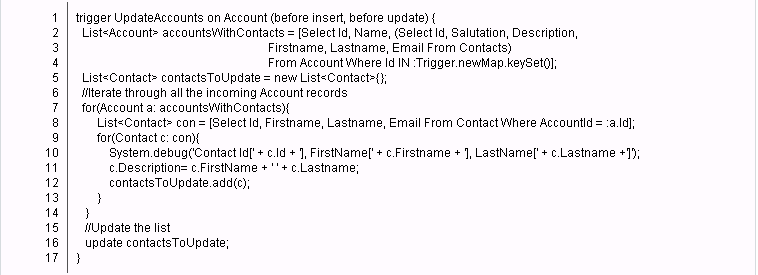 1 trigger UpdateAccounts on Account (before insert, before update) {
2 List<Account> accountsWithContacts = [Select Id, Name, (Select Id, Salutation, Description,
3 Firstname, Lastname, Email From Contacts)
4 From Account Where Id IN :Trigger.newMap.keySet()];
5 List<Contact> contactsToUpdate = new List<Contact>{};
6 //Iterate through all the incoming Account records
7 for(Account a: accountsWithContacts){
8 List<Contact> con = [Select Id, Firstname, Lastname, Email From Contact Where AccountId = :a.Id];
9 for(Contact c: con){
10 System.debug('Contact Id[' + c.Id + '], FirstName[' + c.Firstname + '], LastName[' + c.Lastname +']');
11 c.Description= c.FirstName + ' ' + c.Lastname;
12 contactsToUpdate.add(c);
13 }
14 }
15 //Update the list
16 update contactsToUpdate;
17 }